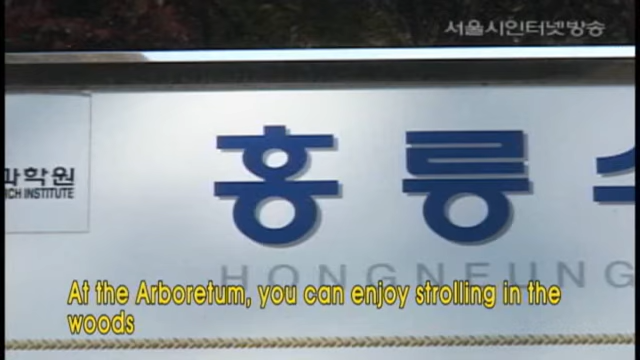 서울시인터넷방송
과학원
INSTITUTE
홍릉
HONGNEUNG
At the Arboretum, you can enjoy strolling in the
woods